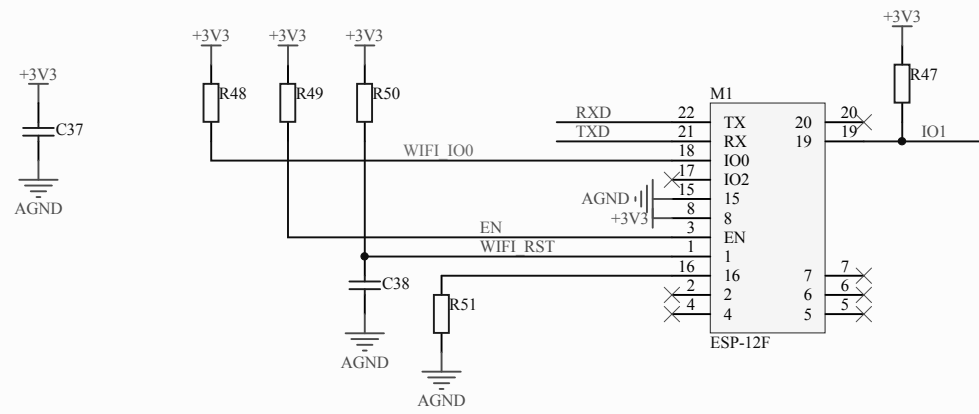 +3V3
+3V3 +3V3 +3V3
+3V3
R48 R49 R50
R47
C37
AGND
M1
RXD 22 TX 20 20
TXD 21 RX 19 19 IO1
WIFI_IO0 18 IO0
17 IO2
AGND 15 15
+3V3 8 8
EN 3 EN
WIFI_RST 1 1
16 16 7 7
C38 2 2 6 6
R51 4 4 5 5
ESP-12F
AGND
AGND